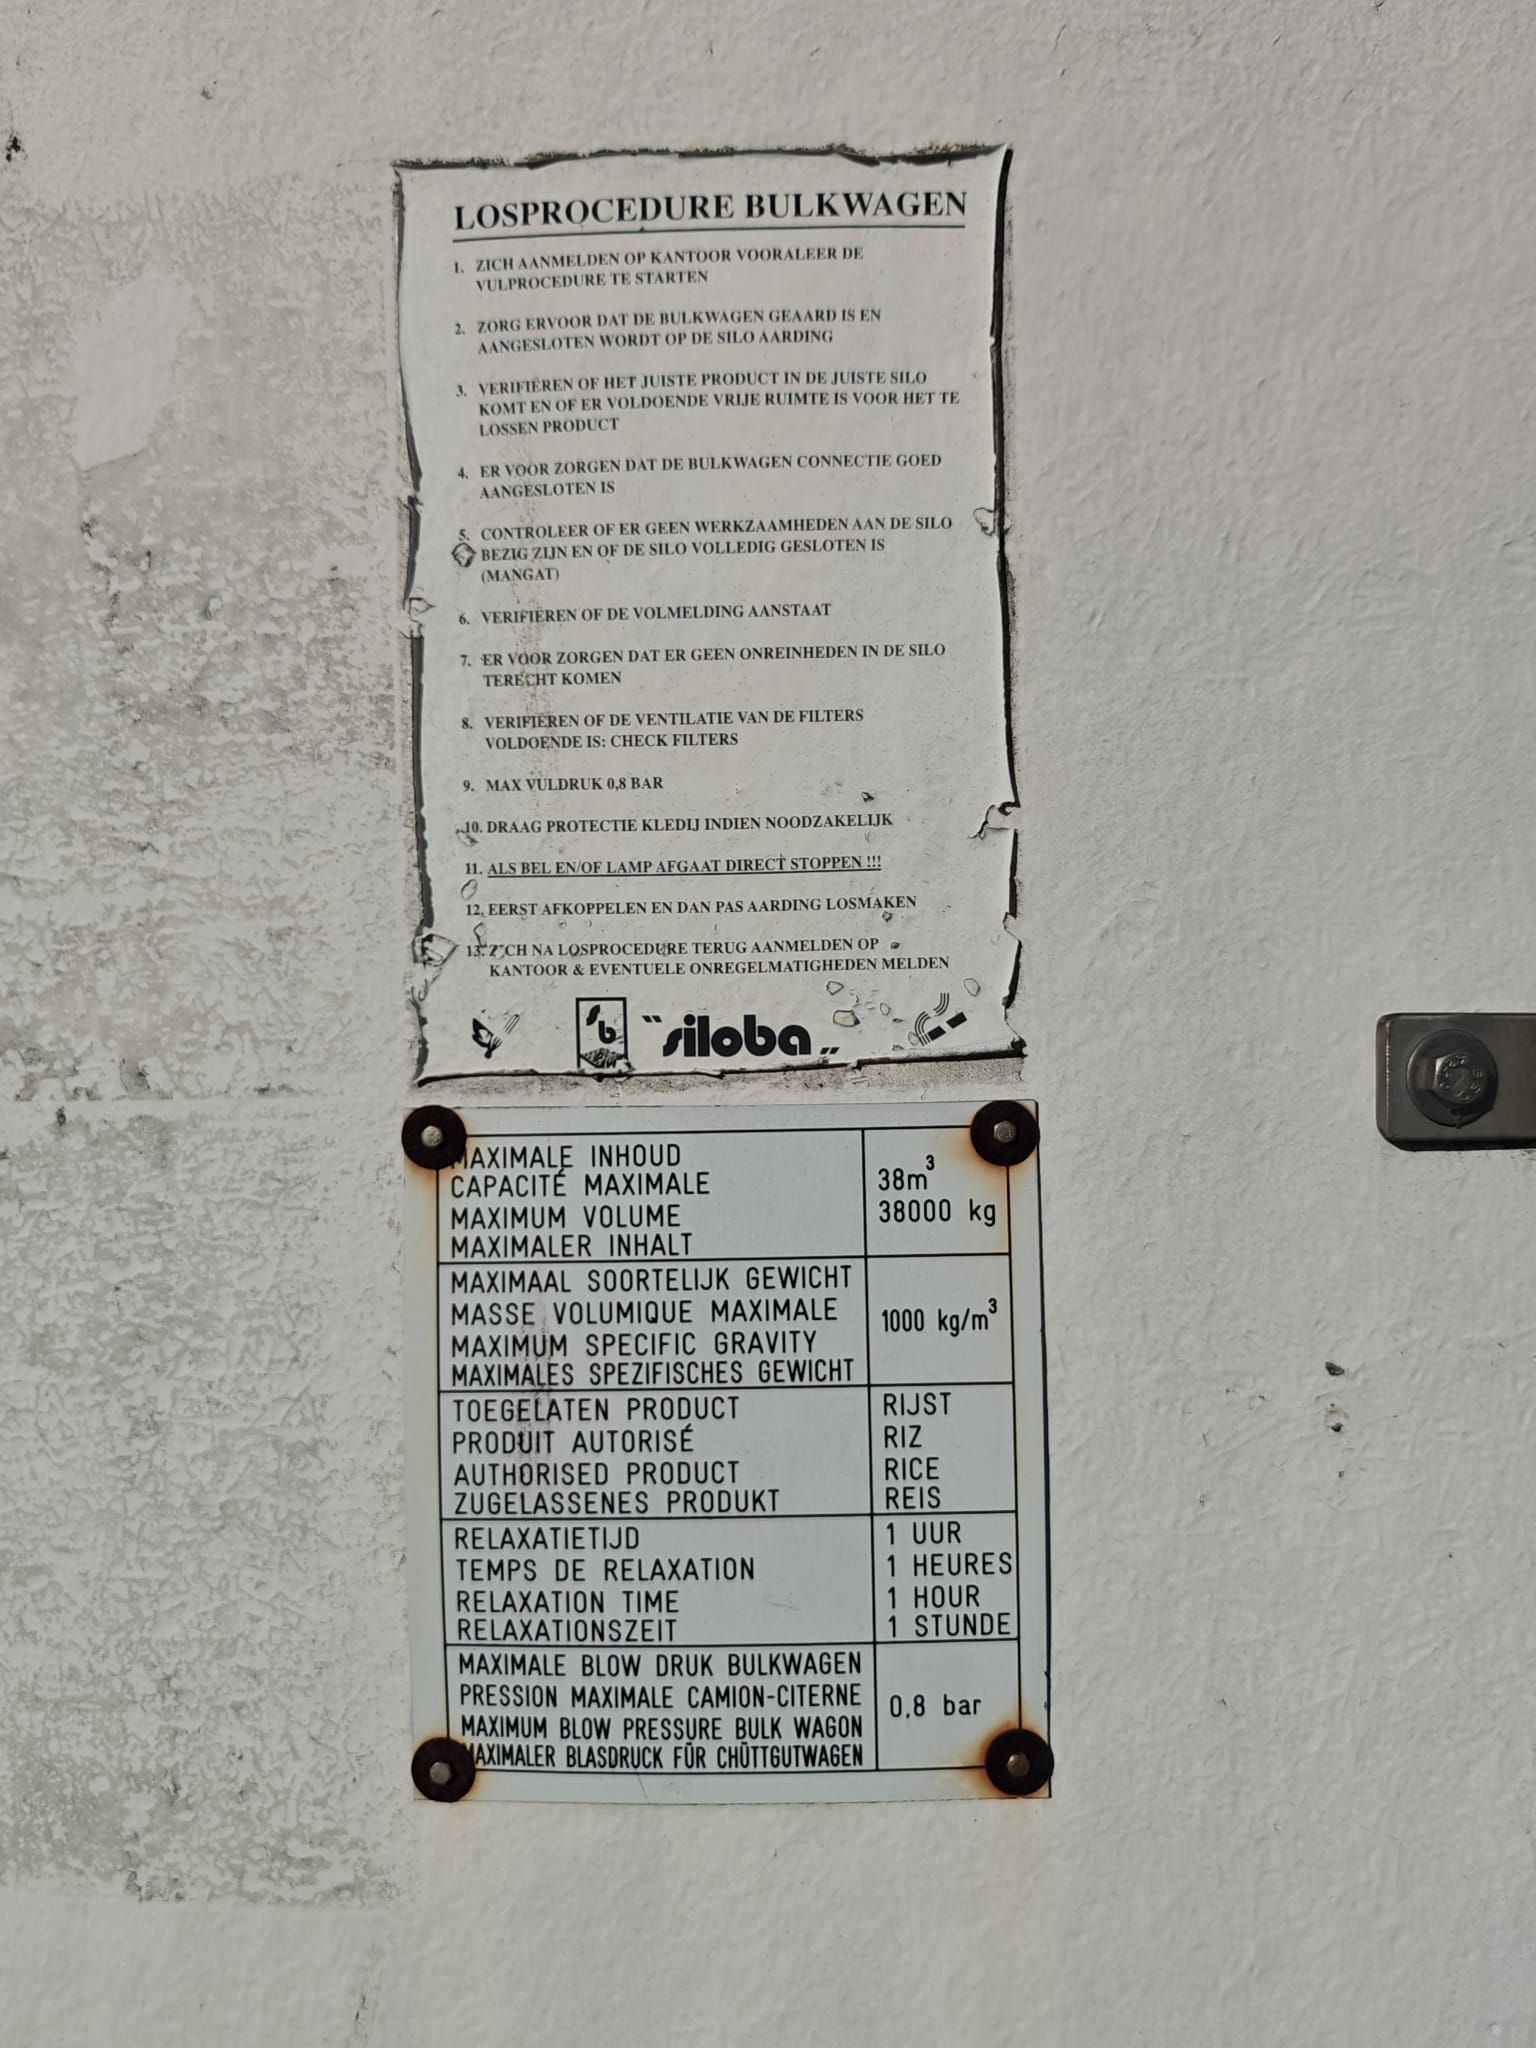 LOSPROCEDURE BULKWAGEN
1. ZICH AANMELDEN OP KANTOOR VOORALEER DE
VULPROCEDURE TE STARTEN
2. ZORG ERVOOR DAT DE BULKWAGEN GEAARD IS EN
AANGESLOTEN WORDT OP DE SILO AARDING
3. VERIFIËREN OF HET JUISTE PRODUCT IN DE JUISTE SILO
KOMT EN OF ER VOLDOENDE VRIJE RUIMTE IS VOOR HET TE
LOSSEN PRODUCT
4. ER VOOR ZORGEN DAT DE BULKWAGEN CONNECTIE GOED
AANGESLOTEN IS
5. CONTROLEER OF ER GEEN WERKZAAMHEDEN AAN DE SILO
BEZIG ZIJN EN OF DE SILO VOLLEDIG GESLOTEN IS
(MANGAT)
6. VERIFIËREN OF DE VOLMELDING AANSTAAT
7. ER VOOR ZORGEN DAT ER GEEN ONREINHEDEN IN DE SILO
TERECHT KOMEN
8. VERIFIËREN OF DE VENTILATIE VAN DE FILTERS
VOLDOENDE IS: CHECK FILTERS
9. MAX VULDRUK 0,8 BAR
10. DRAAG PROTECTIE KLEDIJ INDIEN NOODZAKELIJK
11. ALS BEL EN/OF LAMP AFGAAT DIRECT STOPPEN !!!
12. EERST AFKOPPELEN EN DAN PAS AARDING LOSMAKEN
13. ZICH NA LOSPROCEDURE TERUG AANMELDEN OP
KANTOOR & EVENTUELE ONREGELMATIGHEDEN MELDEN
sb "siloba"
MAXIMALE INHOUD
CAPACITÉ MAXIMALE 38m³
MAXIMUM VOLUME 38000 kg
MAXIMALER INHALT
MAXIMAAL SOORTELIJK GEWICHT
MASSE VOLUMIQUE MAXIMALE 1000 kg/m³
MAXIMUM SPECIFIC GRAVITY
MAXIMALES SPEZIFISCHES GEWICHT
TOEGELATEN PRODUCT RIJST
PRODUIT AUTORISÉ RIZ
AUTHORISED PRODUCT RICE
ZUGELASSENES PRODUKT REIS
RELAXATIETIJD 1 UUR
TEMPS DE RELAXATION 1 HEURES
RELAXATION TIME 1 HOUR
RELAXATIONSZEIT 1 STUNDE
MAXIMALE BLOW DRUK BULKWAGEN
PRESSION MAXIMALE CAMION-CITERNE 0,8 bar
MAXIMUM BLOW PRESSURE BULK WAGON
MAXIMALER BLASDRUCK FÜR CHÜTTGUTWAGEN